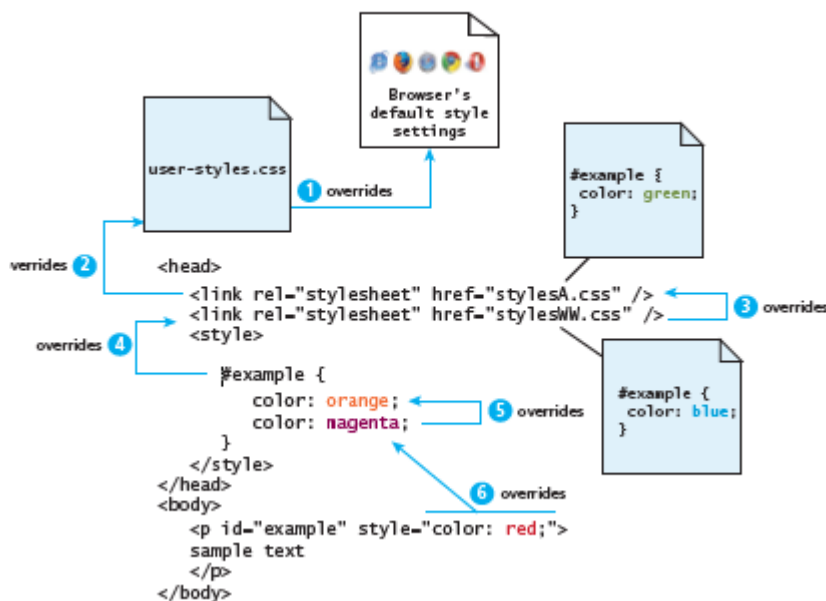 Browser's
default style
settings
user-styles.css
1 overrides
#example {
color: green;
}
verrides 2
<head>
<link rel="stylesheet" href="stylesA.css" />
<link rel="stylesheet" href="stylesWW.css" />
3 overrides
<style>
overrides 4
#example {
color: orange;
color: magenta;
5 overrides
}
#example {
color: blue;
}
</style>
</head>
6 overrides
<body>
<p id="example" style="color: red;">
sample text
</p>
</body>